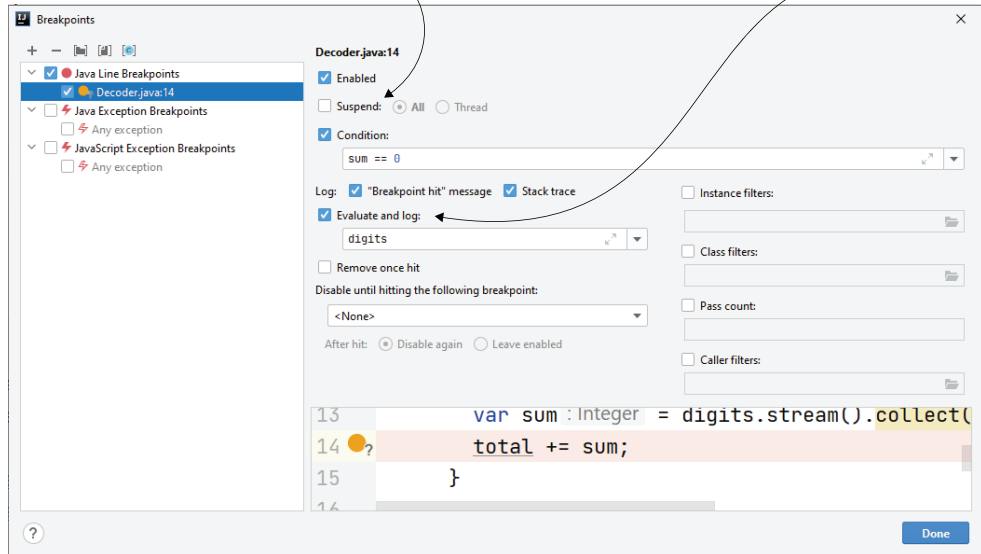 IJ Breakpoints
Java Line Breakpoints
Decoder.java:14
Java Exception Breakpoints
Any exception
JavaScript Exception Breakpoints
Any exception
Decoder.java:14
Enabled
Suspend: All Thread
Condition:
sum == 0
Log: "Breakpoint hit" message Stack trace
Evaluate and log:
digits
Remove once hit
Disable until hitting the following breakpoint:
<None>
After hit: Disable again Leave enabled
Instance filters:
Class filters:
Pass count:
Caller filters:
13 var sum : Integer = digits.stream().collect(
14 ? total += sum;
15 }
16
? Done